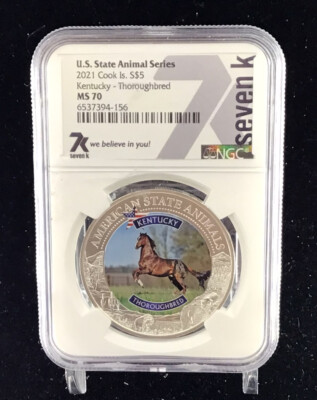 U.S. State Animal Series
2021 Cook Is. S$5
Kentucky - Thoroughbred
MS 70
6537394-156
7k
seven k
we believe in you!
seven k
NGC
AMERICAN STATE ANIMALS
KENTUCKY
THOROUGHBRED